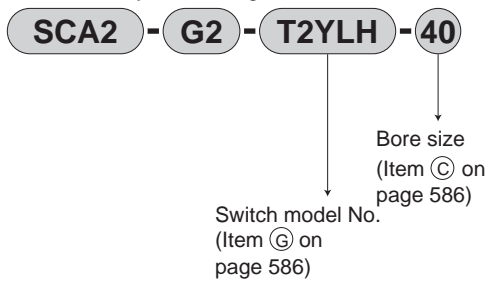 SCA2-G2-T2YLH-40
Bore size
(Item Ⓒ on
page 586)
Switch model No.
(Item Ⓖ on
page 586)